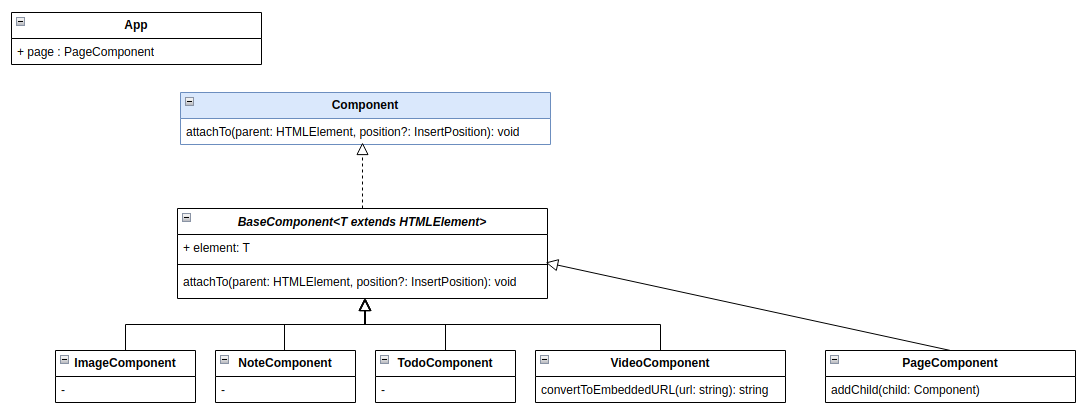 App
+ page : PageComponent
Component
attachTo(parent: HTMLElement, position?: InsertPosition): void
BaseComponent<T extends HTMLElement>
+ element: T
attachTo(parent: HTMLElement, position?: InsertPosition): void
ImageComponent
-
NoteComponent
-
TodoComponent
-
VideoComponent
convertToEmbeddedURL(url: string): string
PageComponent
addChild(child: Component)